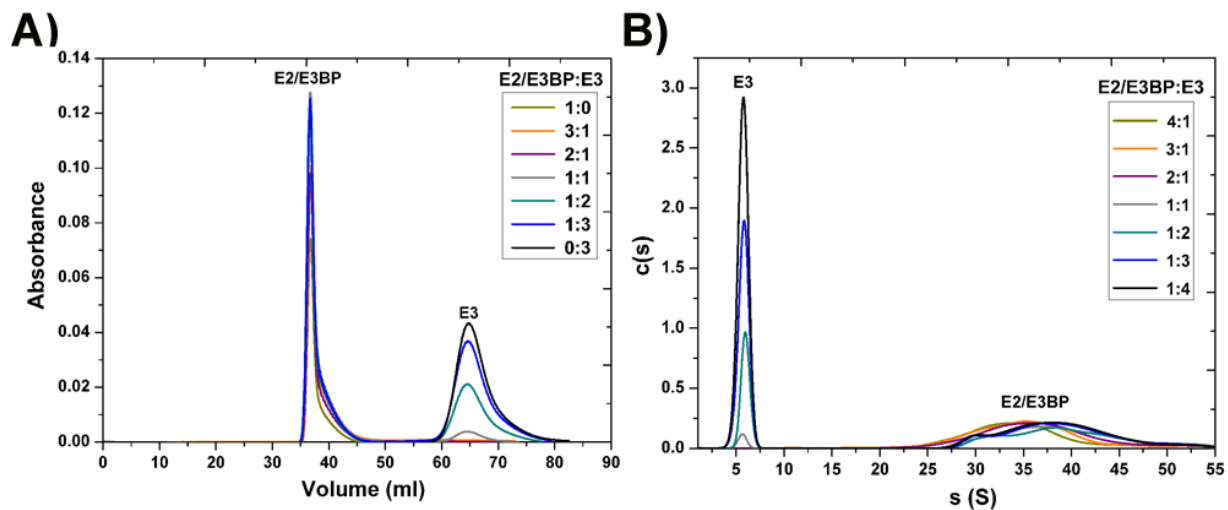 A)
0.14
0.12
0.10
0.08
0.06
0.04
0.02
0.00
Absorbance
0 10 20 30 40 50 60 70 80 90
Volume (ml)
E2/E3BP
E3
E2/E3BP:E3
1:0
3:1
2:1
1:1
1:2
1:3
0:3
B)
3.0
2.5
2.0
1.5
1.0
0.5
0.0
c(s)
5 10 15 20 25 30 35 40 45 50 55
s (S)
E3
E2/E3BP
E2/E3BP:E3
4:1
3:1
2:1
1:1
1:2
1:3
1:4